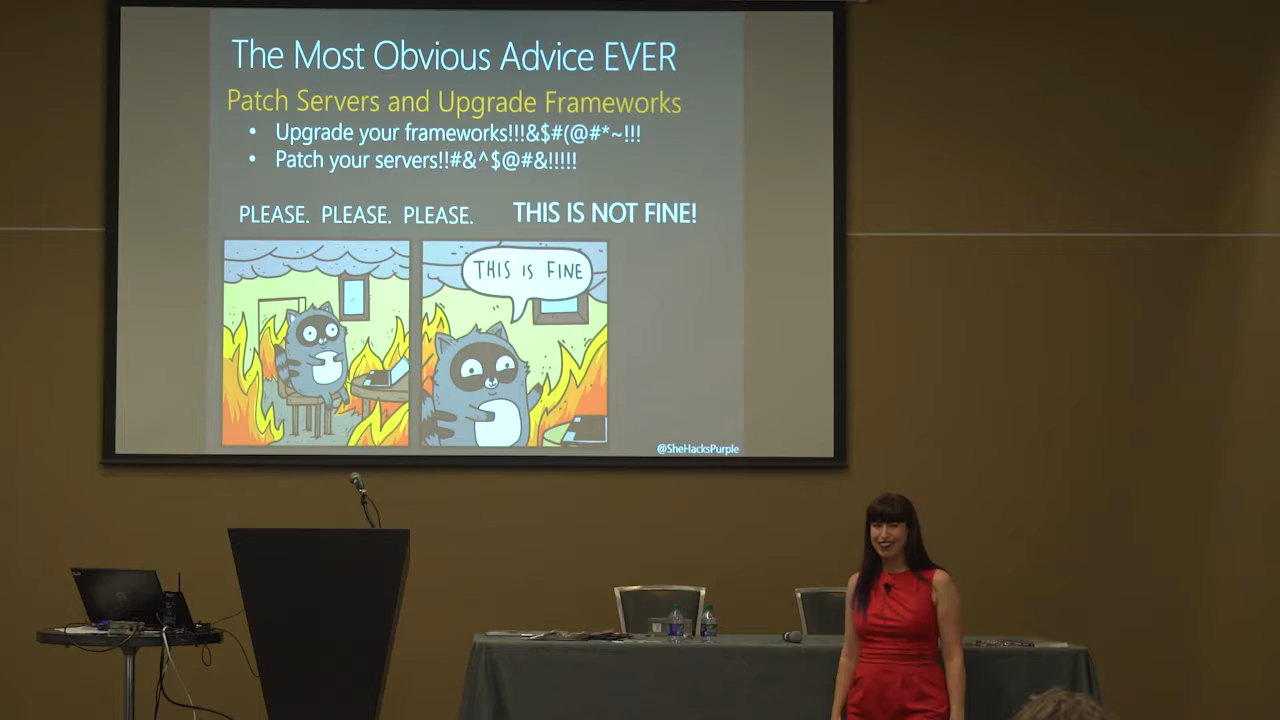 The Most Obvious Advice EVER
Patch Servers and Upgrade Frameworks
• Upgrade your frameworks!!!&$#(@#*~!!!
• Patch your servers!!#&^$@#&!!!!!
PLEASE. PLEASE. PLEASE. THIS IS NOT FINE!
THIS IS FINE
@SheHacksPurple